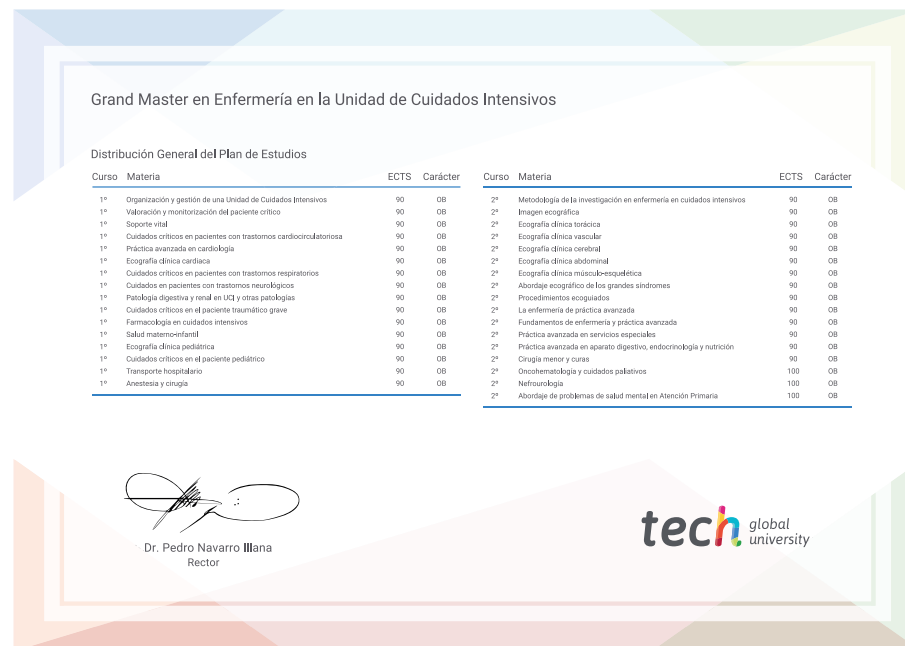 Grand Master en Enfermería en la Unidad de Cuidados Intensivos
Distribución General del Plan de Estudios
Curso Materia ECTS Carácter
1º Organización y gestión de una Unidad de Cuidados Intensivos 90 OB
1º Valoración y monitorización del paciente crítico 90 OB
1º Soporte vital 90 OB
1º Cuidados críticos en pacientes con trastornos cardiocirculatoriosa 90 OB
1º Práctica avanzada en cardiología 90 OB
1º Ecografía clínica cardiaca 90 OB
1º Cuidados críticos en pacientes con trastornos respiratorios 90 OB
1º Cuidados en pacientes con trastornos neurológicos 90 OB
1º Patología digestiva y renal en UCI y otras patologías 90 OB
1º Cuidados críticos en el paciente traumático grave 90 OB
1º Farmacología en cuidados intensivos 90 OB
1º Salud materno-infantil 90 OB
1º Ecografía clínica pediátrica 90 OB
1º Cuidados críticos en el paciente pediátrico 90 OB
1º Transporte hospitalario 90 OB
1º Anestesia y cirugía 90 OB
Curso Materia ECTS Carácter
2º Metodología de la investigación en enfermería en cuidados intensivos 90 OB
2º Imagen ecográfica 90 OB
2º Ecografía clínica torácica 90 OB
2º Ecografía clínica vascular 90 OB
2º Ecografía clínica cerebral 90 OB
2º Ecografía clínica abdominal 90 OB
2º Ecografía clínica músculo-esquelética 90 OB
2º Abordaje ecográfico de los grandes síndromes 90 OB
2º Procedimientos ecoguiados 90 OB
2º La enfermería de práctica avanzada 90 OB
2º Fundamentos de enfermería y práctica avanzada 90 OB
2º Práctica avanzada en servicios especiales 90 OB
2º Práctica avanzada en aparato digestivo, endocrinología y nutrición 90 OB
2º Cirugía menor y curas 90 OB
2º Oncohematología y cuidados paliativos 100 OB
2º Nefrourología 100 OB
2º Abordaje de problemas de salud mental en Atención Primaria 100 OB
Dr. Pedro Navarro Illana
Rector
tech global
university